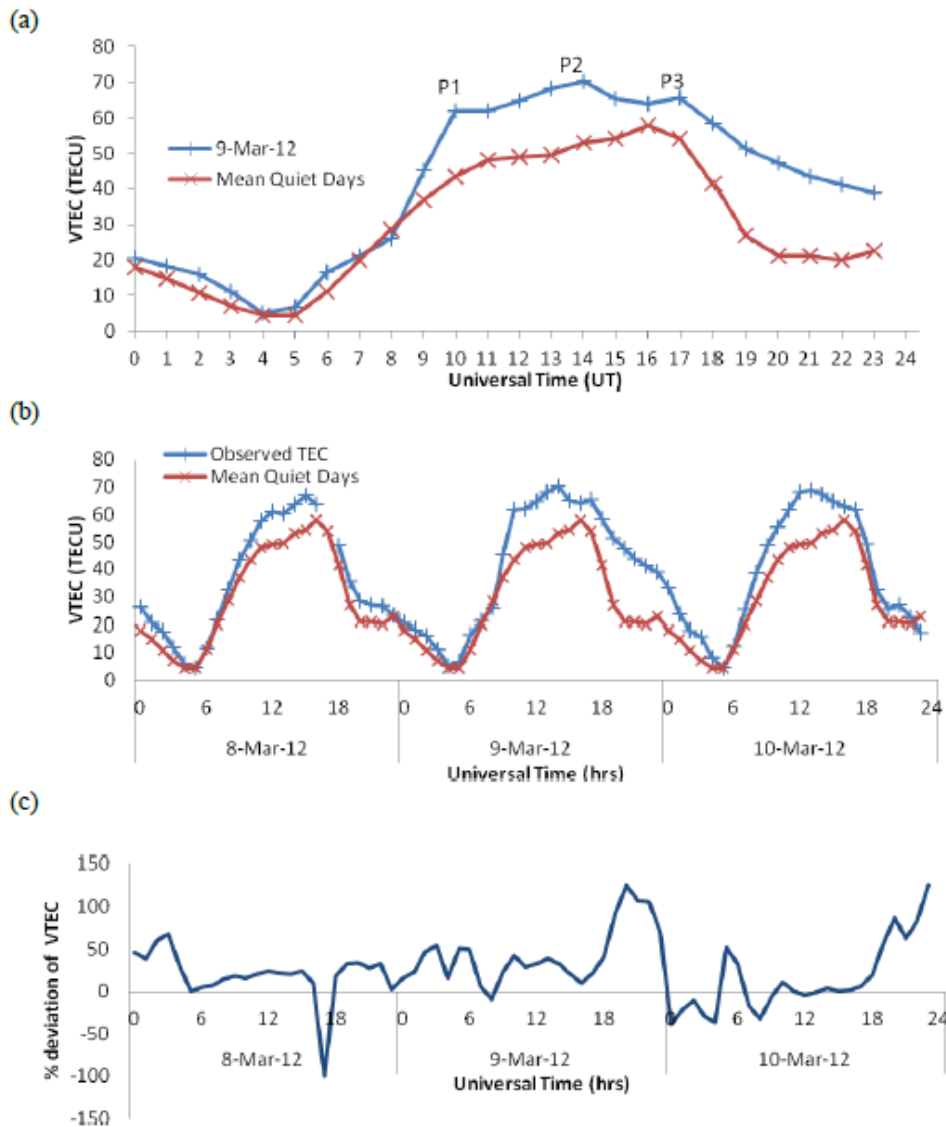 (a)
80
70
60
50
40
30
20
10
0
VTEC (TECU)
9-Mar-12
Mean Quiet Days
P1
P2
P3
0 1 2 3 4 5 6 7 8 9 10 11 12 13 14 15 16 17 18 19 20 21 22 23 24
Universal Time (UT)
(b)
Observed TEC
Mean Quiet Days
80
70
60
50
40
30
20
10
0
VTEC (TECU)
0 6 12 18 0 6 12 18 0 6 12 18 24
8-Mar-12 9-Mar-12 10-Mar-12
Universal Time (hrs)
(c)
150
100
50
0
-50
-100
-150
% deviation of VTEC
0 6 12 18 0 6 12 18 0 6 12 18 24
8-Mar-12 9-Mar-12 10-Mar-12
Universal Time (hrs)